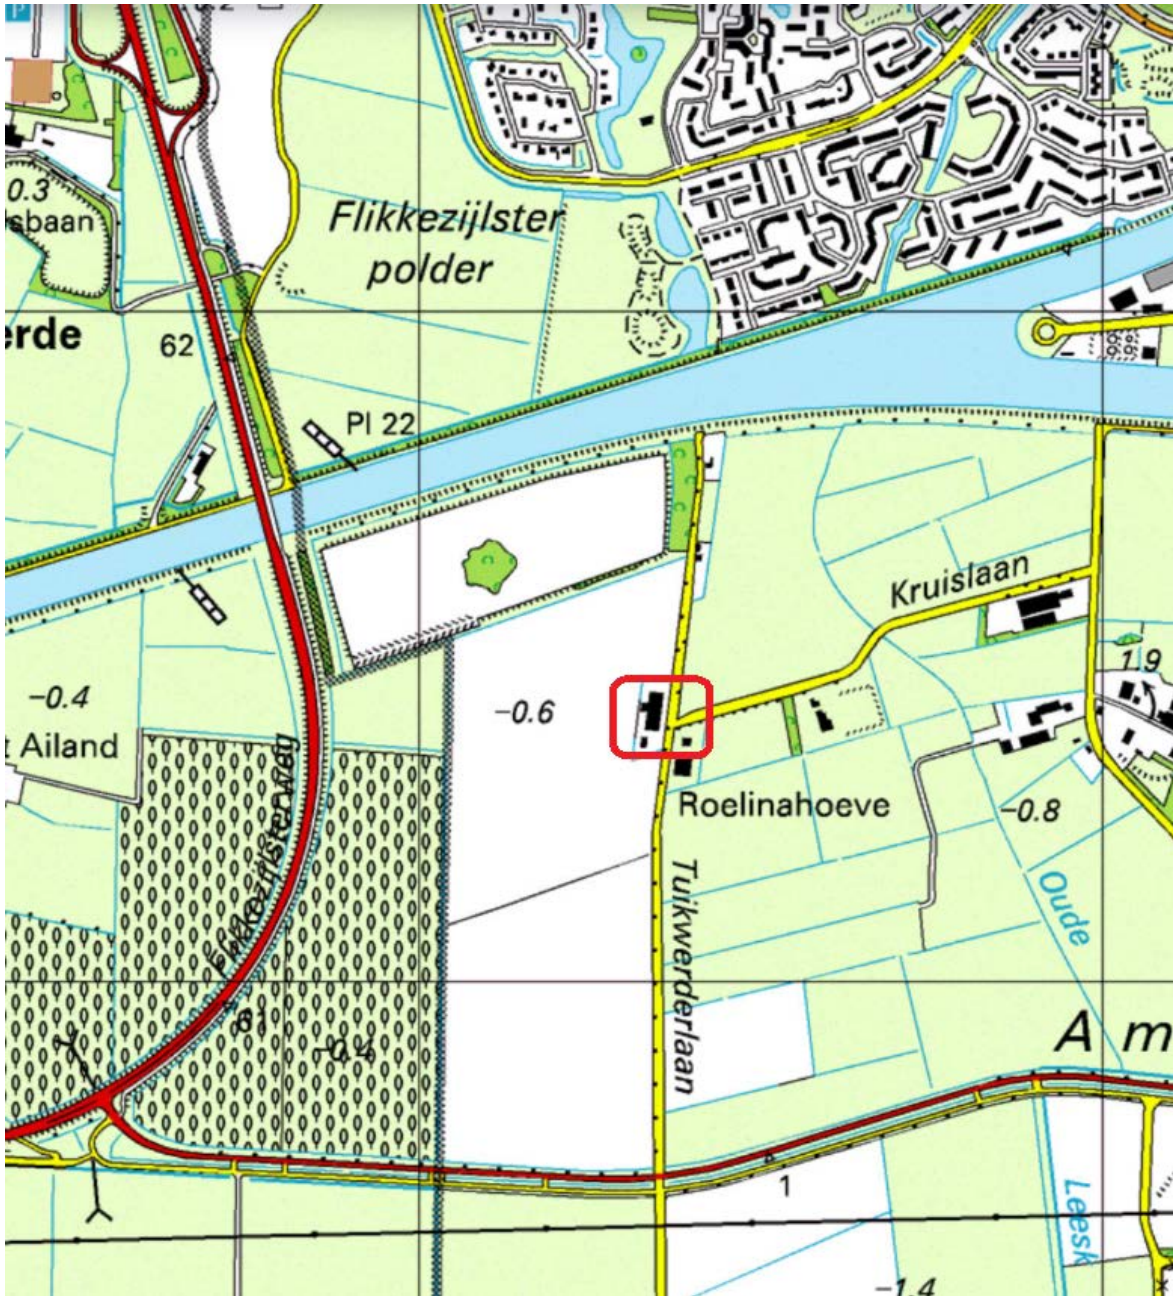 P
0.3
sbaan
Flikkezijlster
polder
erde
62
Pl 22
Kruislaan
-0.4
-0.6
1.9
Ailand
Flikkezijlsterweg
Roelinahoeve
-0.8
Tuikwerderlaan
Oude
61
-0.4
A m
1
Leesk
-1.4